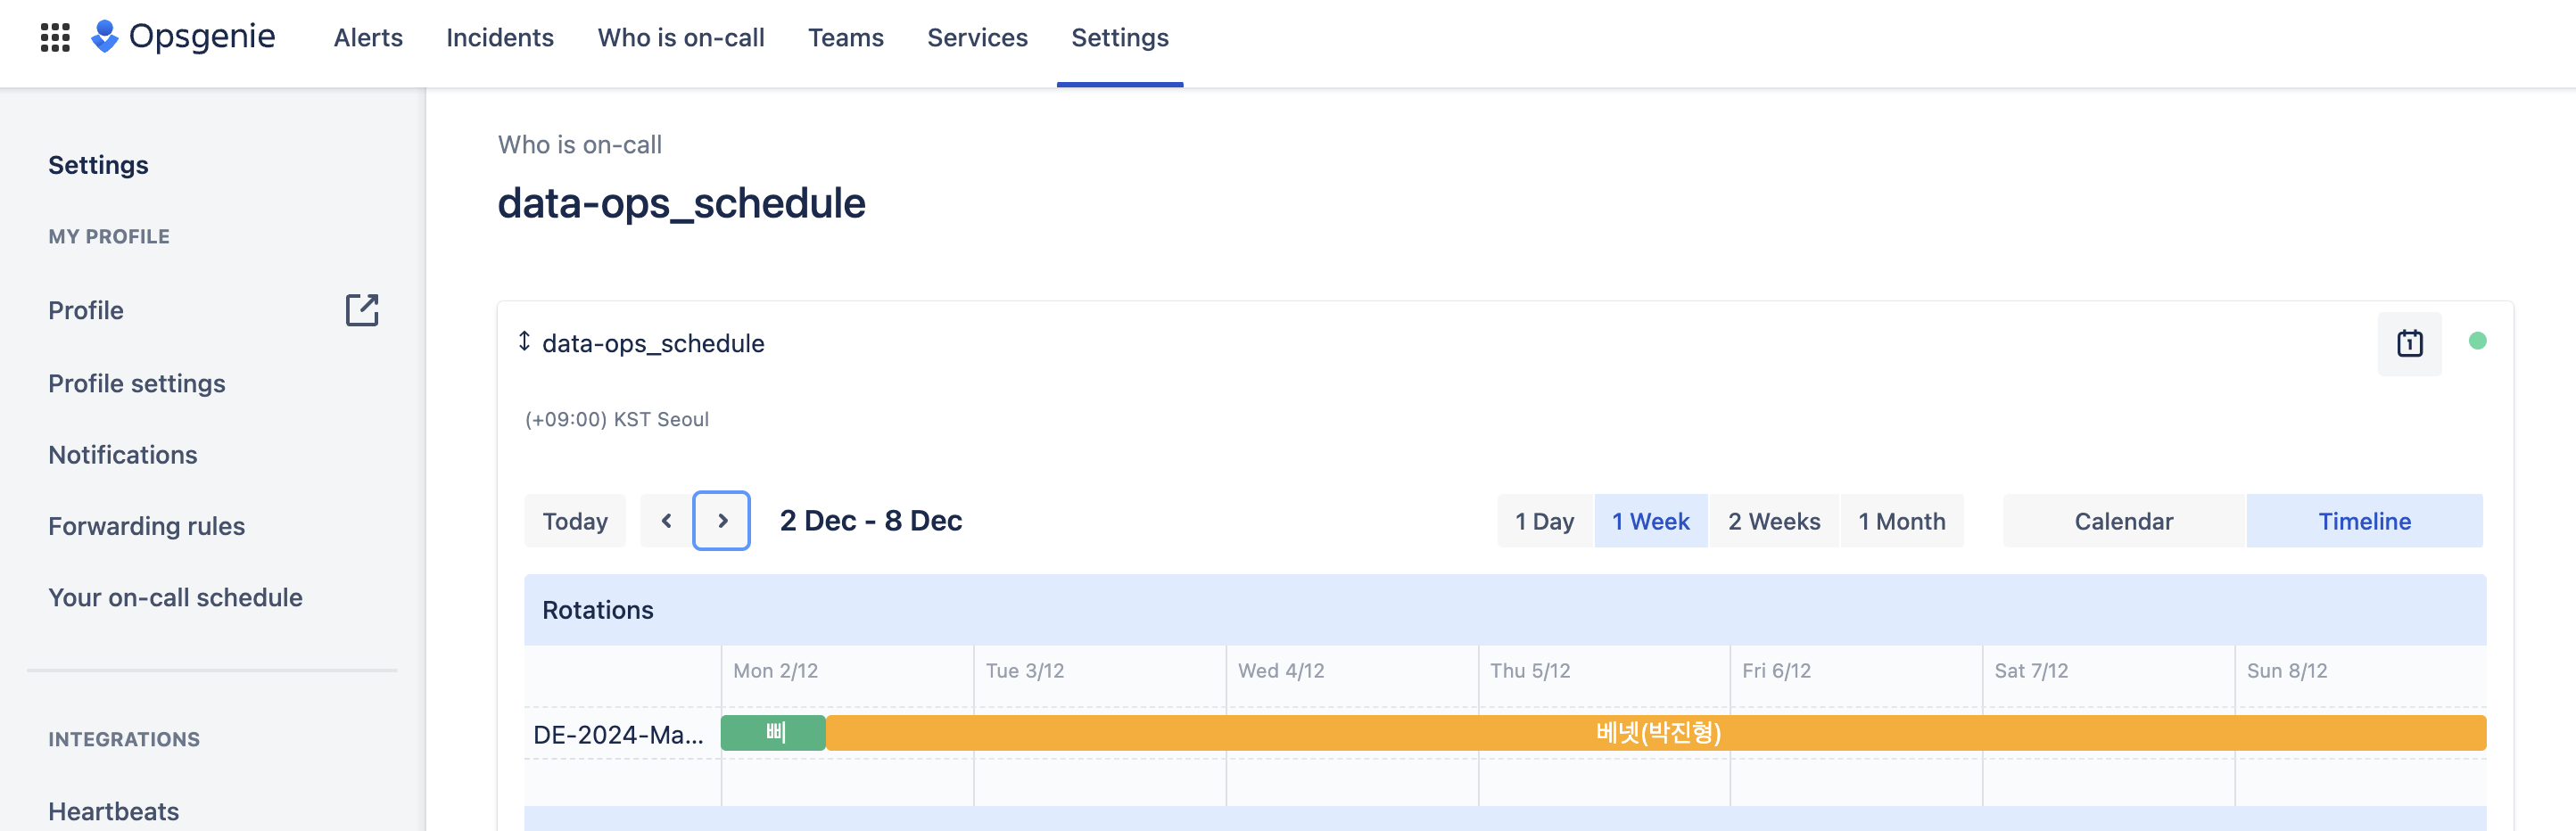 Opsgenie Alerts Incidents Who is on-call Teams Services Settings
Settings
MY PROFILE
Profile
Profile settings
Notifications
Forwarding rules
Your on-call schedule
INTEGRATIONS
Heartbeats
Who is on-call
data-ops_schedule
data-ops_schedule
(+09:00) KST Seoul
Today 2 Dec - 8 Dec 1 Day 1 Week 2 Weeks 1 Month Calendar Timeline
Rotations
Mon 2/12 Tue 3/12 Wed 4/12 Thu 5/12 Fri 6/12 Sat 7/12 Sun 8/12
DE-2024-Ma... 삐 베넷(박진형)